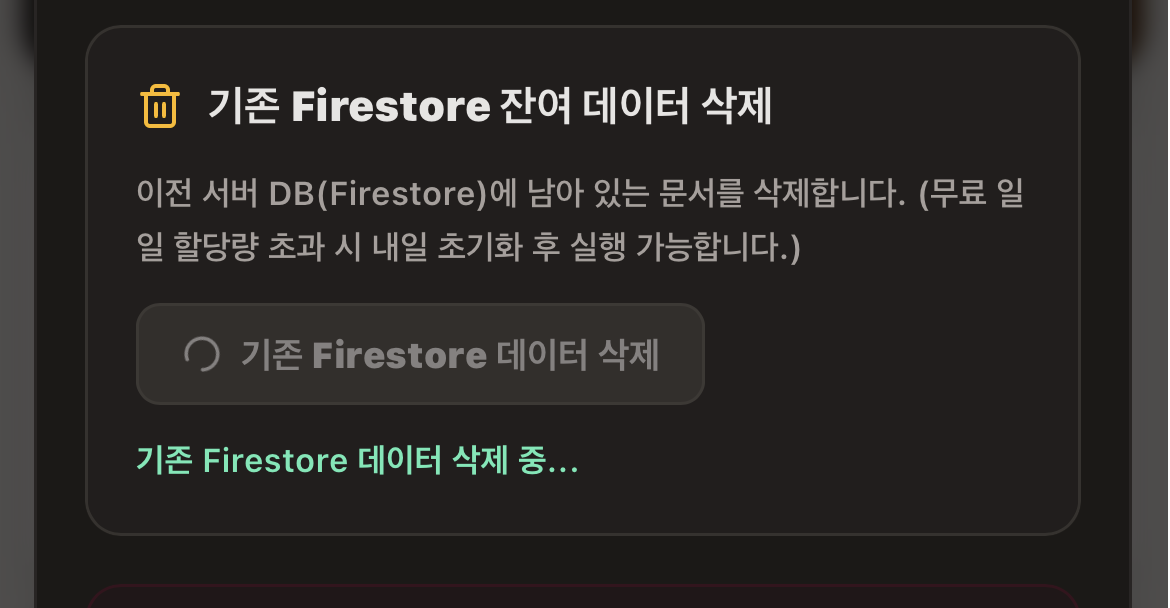 기존 Firestore 잔여 데이터 삭제
이전 서버 DB(Firestore)에 남아 있는 문서를 삭제합니다. (무료 일
일 할당량 초과 시 내일 초기화 후 실행 가능합니다.)
기존 Firestore 데이터 삭제
기존 Firestore 데이터 삭제 중...